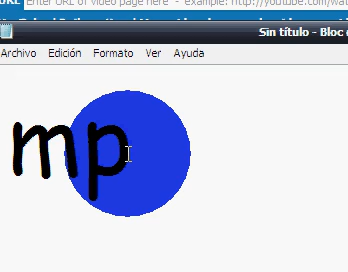 URL Enter URL of video page here - example: http://youtube.com/wat
Sin título - Bloc
Archivo Edición Formato Ver Ayuda
mp